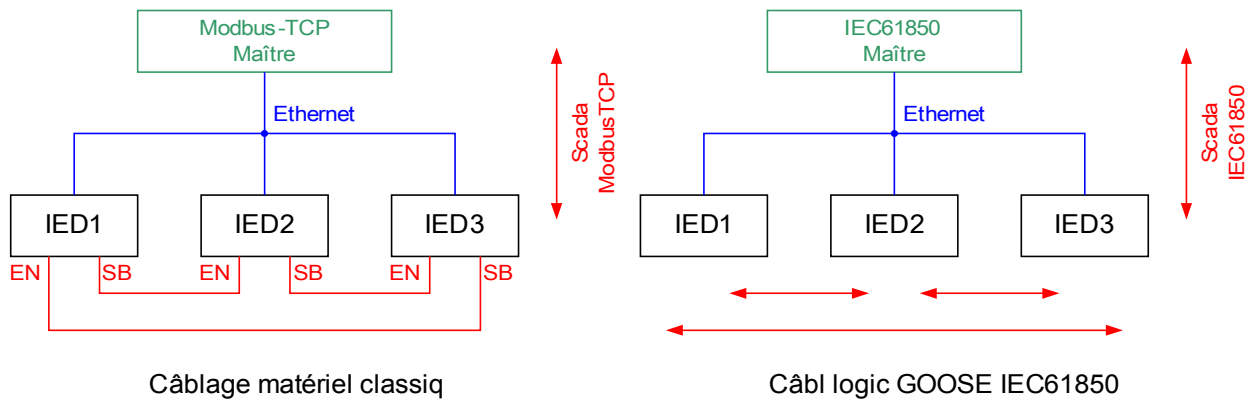 Modbus-TCP
Maître
Ethernet
Scada
ModbusTCP
IED1
IED2
IED3
EN
SB
EN
SB
EN
SB
Câblage matériel classiq
IEC61850
Maître
Ethernet
Scada
IEC61850
IED1
IED2
IED3
Câbl logic GOOSE IEC61850